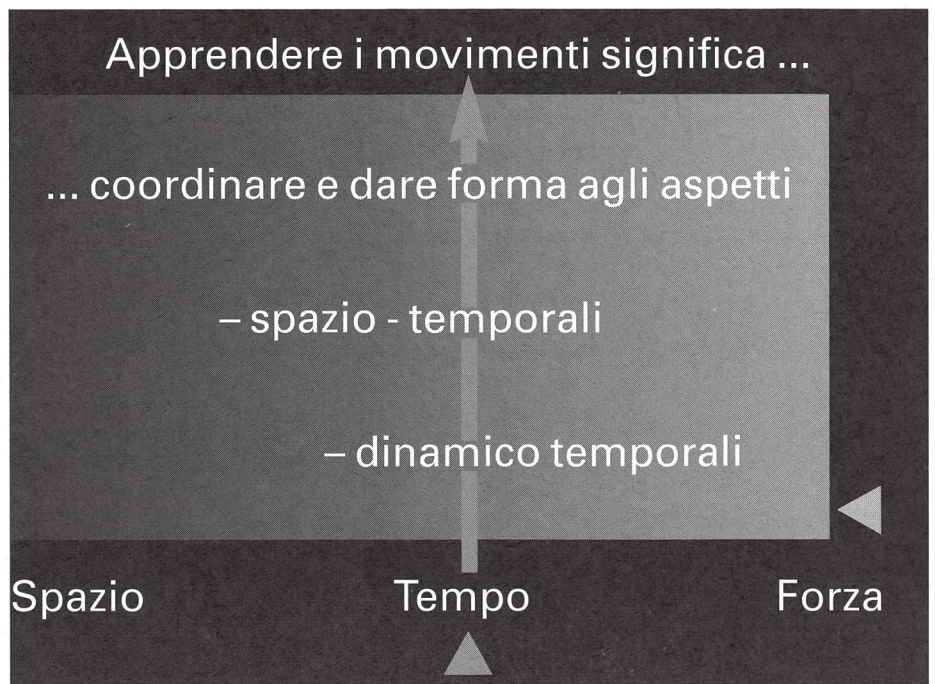 Apprendere i movimenti significa ...
... coordinare e dare forma agli aspetti
– spazio - temporali
– dinamico temporali
Spazio Tempo Forza